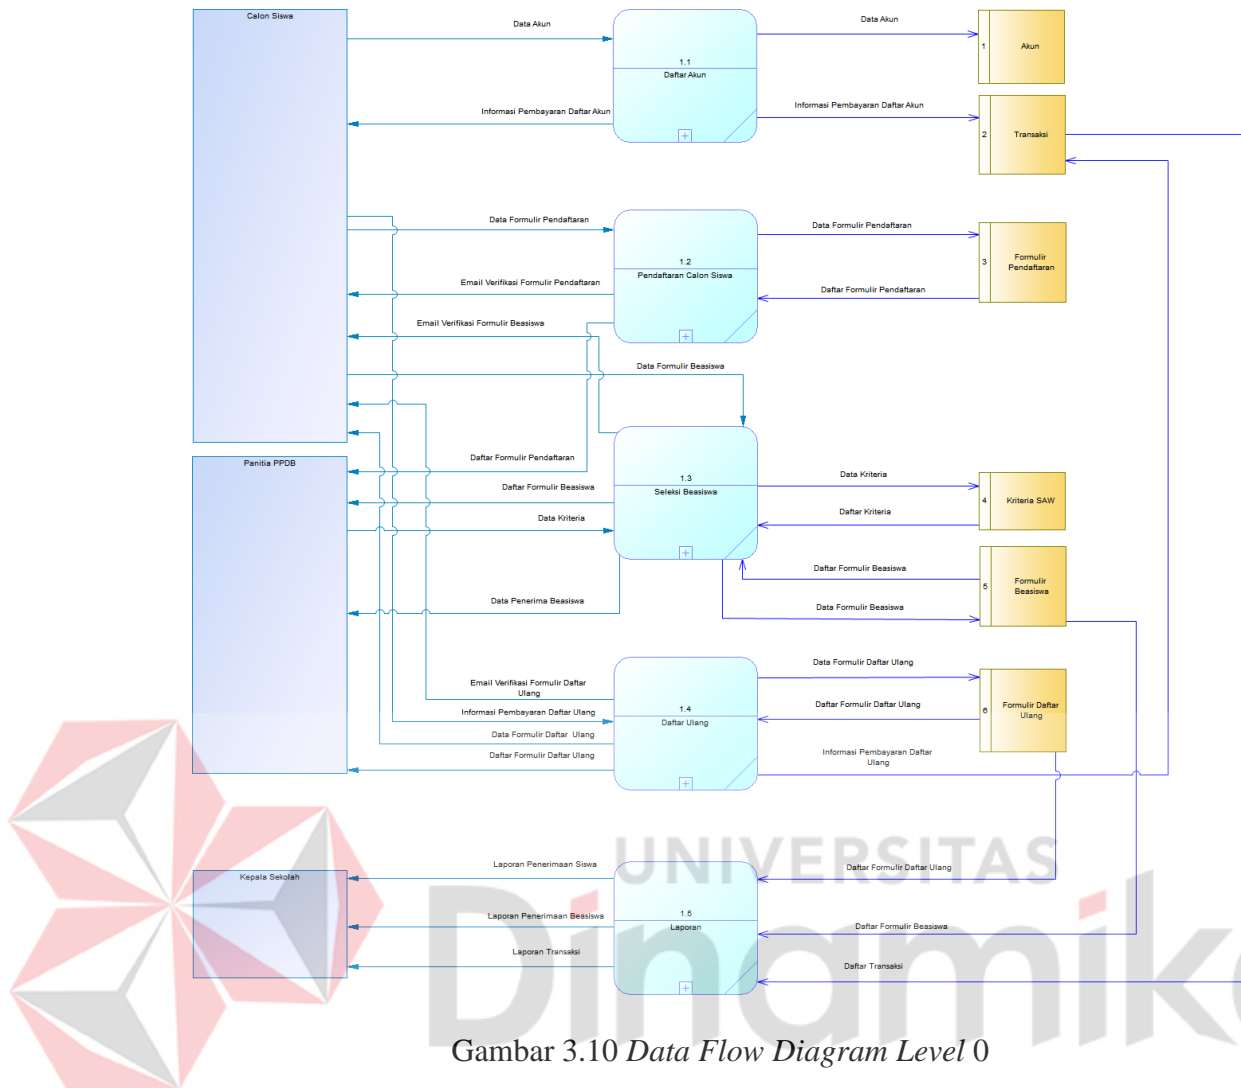 Calon Siswa
Data Akun
Data Akun
1.1
Daftar Akun
1
Akun
Informasi Pembayaran Daftar Akun
Informasi Pembayaran Daftar Akun
2
Transaksi
Data Formulir Pendaftaran
Data Formulir Pendaftaran
1.2
Pendaftaran Calon Siswa
3
Formulir
Pendaftaran
Email Verifikasi Formulir Pendaftaran
Daftar Formulir Pendaftaran
Email Verifikasi Formulir Beasiswa
Data Formulir Beasiswa
Panitia PPDB
Daftar Formulir Pendaftaran
1.3
Seleksi Beasiswa
Data Kriteria
4
Kriteria SAW
Daftar Formulir Beasiswa
Daftar Kriteria
Data Kriteria
Daftar Formulir Beasiswa
5
Formulir
Beasiswa
Data Penerima Beasiswa
Data Formulir Beasiswa
Data Formulir Daftar Ulang
Email Verifikasi Formulir Daftar
Ulang
1.4
Daftar Ulang
6
Formulir Daftar
Ulang
Daftar Formulir Daftar Ulang
Informasi Pembayaran Daftar Ulang
Data Formulir Daftar Ulang
Daftar Formulir Daftar Ulang
Informasi Pembayaran Daftar
Ulang
UNIVERSITAS
Dinamika
Laporan Penerimaan Siswa
Daftar Formulir Daftar Ulang
Kepala Sekolah
1.5
Laporan
Laporan Penerimaan Beasiswa
Daftar Formulir Beasiswa
Laporan Transaksi
Daftar Transaksi
Gambar 3.10 Data Flow Diagram Level 0